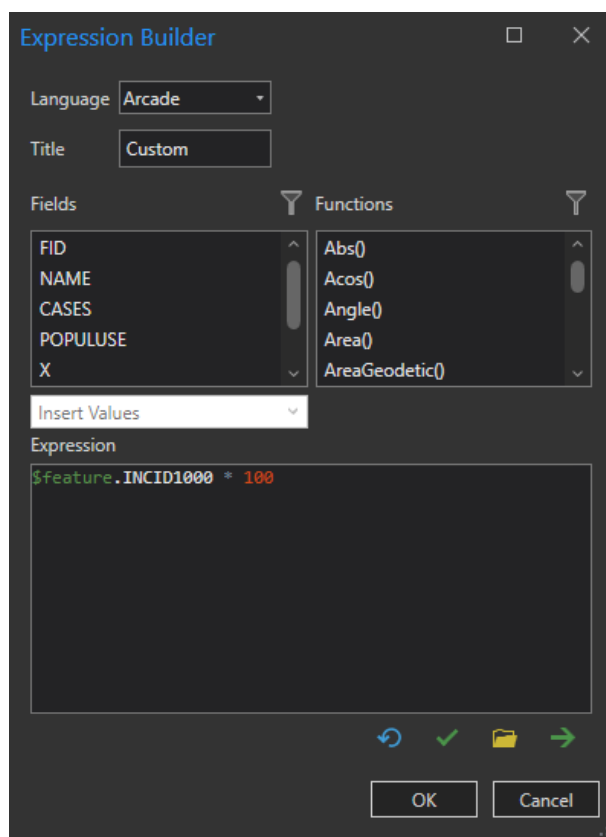 Expression Builder
Language Arcade
Title Custom
Fields
Functions
FID
NAME
CASES
POPULUSE
X
Abs()
Acos()
Angle()
Area()
AreaGeodetic()
Insert Values
Expression
$feature.INCID1000 * 100
OK Cancel